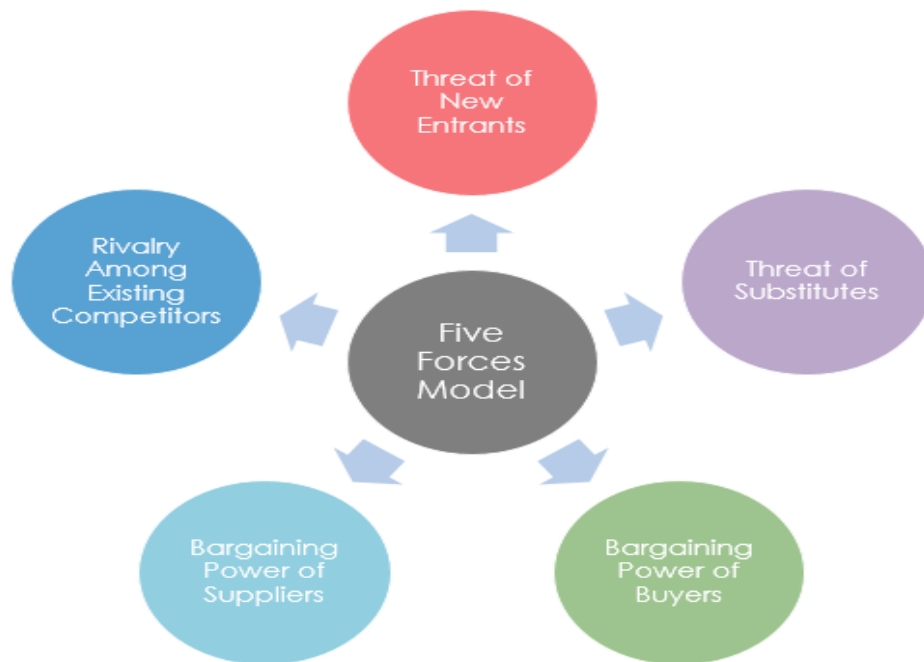 Threat of
New
Entrants
Rivalry
Among
Existing
Competitors
Threat of
Substitutes
Five
Forces
Model
Bargaining
Power of
Suppliers
Bargaining
Power of
Buyers